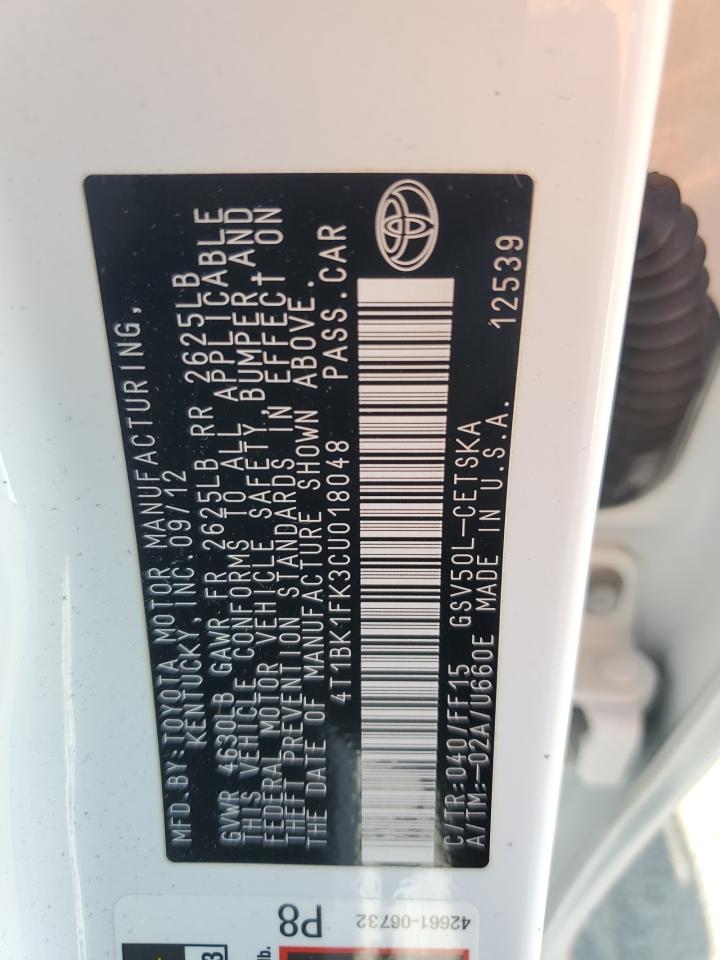 MFD.BY:TOYOTA MOTOR MANUFACTURING,
KENTUCKY, INC. 09/12
GVWR 4630LB GAWR FR 2625LB RR 2625LB
THIS VEHICLE CONFORMS TO ALL APPLICABLE
FEDERAL MOTOR VEHICLE SAFETY, BUMPER AND
THEFT PREVENTION STANDARDS IN EFFECT ON
THE DATE OF MANUFACTURE SHOWN ABOVE.
4T1BK1FK3CU018048 PASS.CAR
C/TR:040/FF15 GSV50L-CETSKA
A/TM:-02A/U660E MADE IN U.S.A. 12539
P8
42661-06732
lb.
3